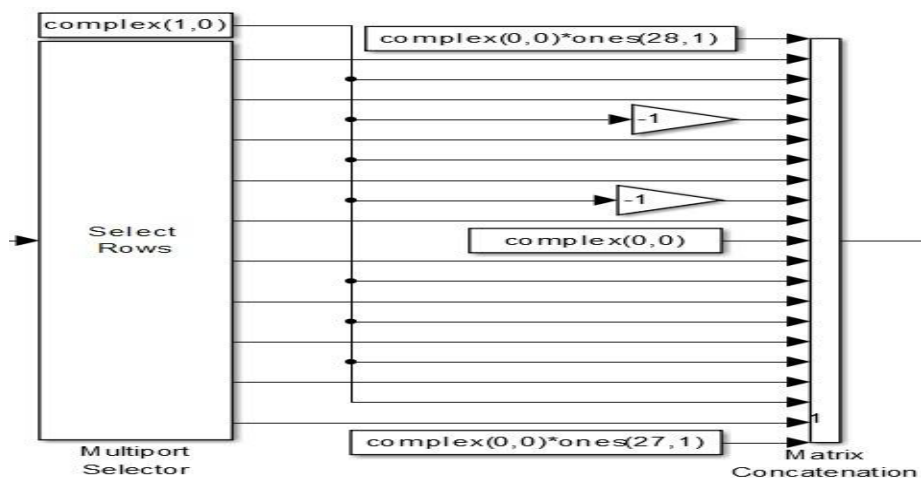 complex(1,0)
complex(0,0)*ones(28,1)
-1
-1
Select
Rows
complex(0,0)
1
complex(0,0)*ones(27,1)
Multiport
Selector
Matrix
Concatenation